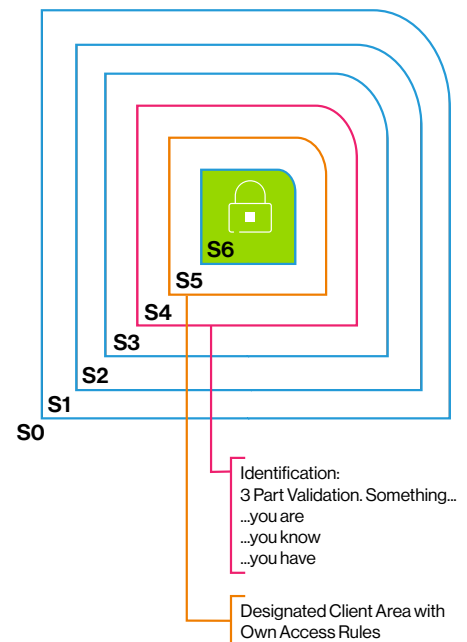 S6
S5
S4
S3
S2
S1
S0
Identification:
3 Part Validation. Something...
...you are
...you know
...you have
Designated Client Area with
Own Access Rules